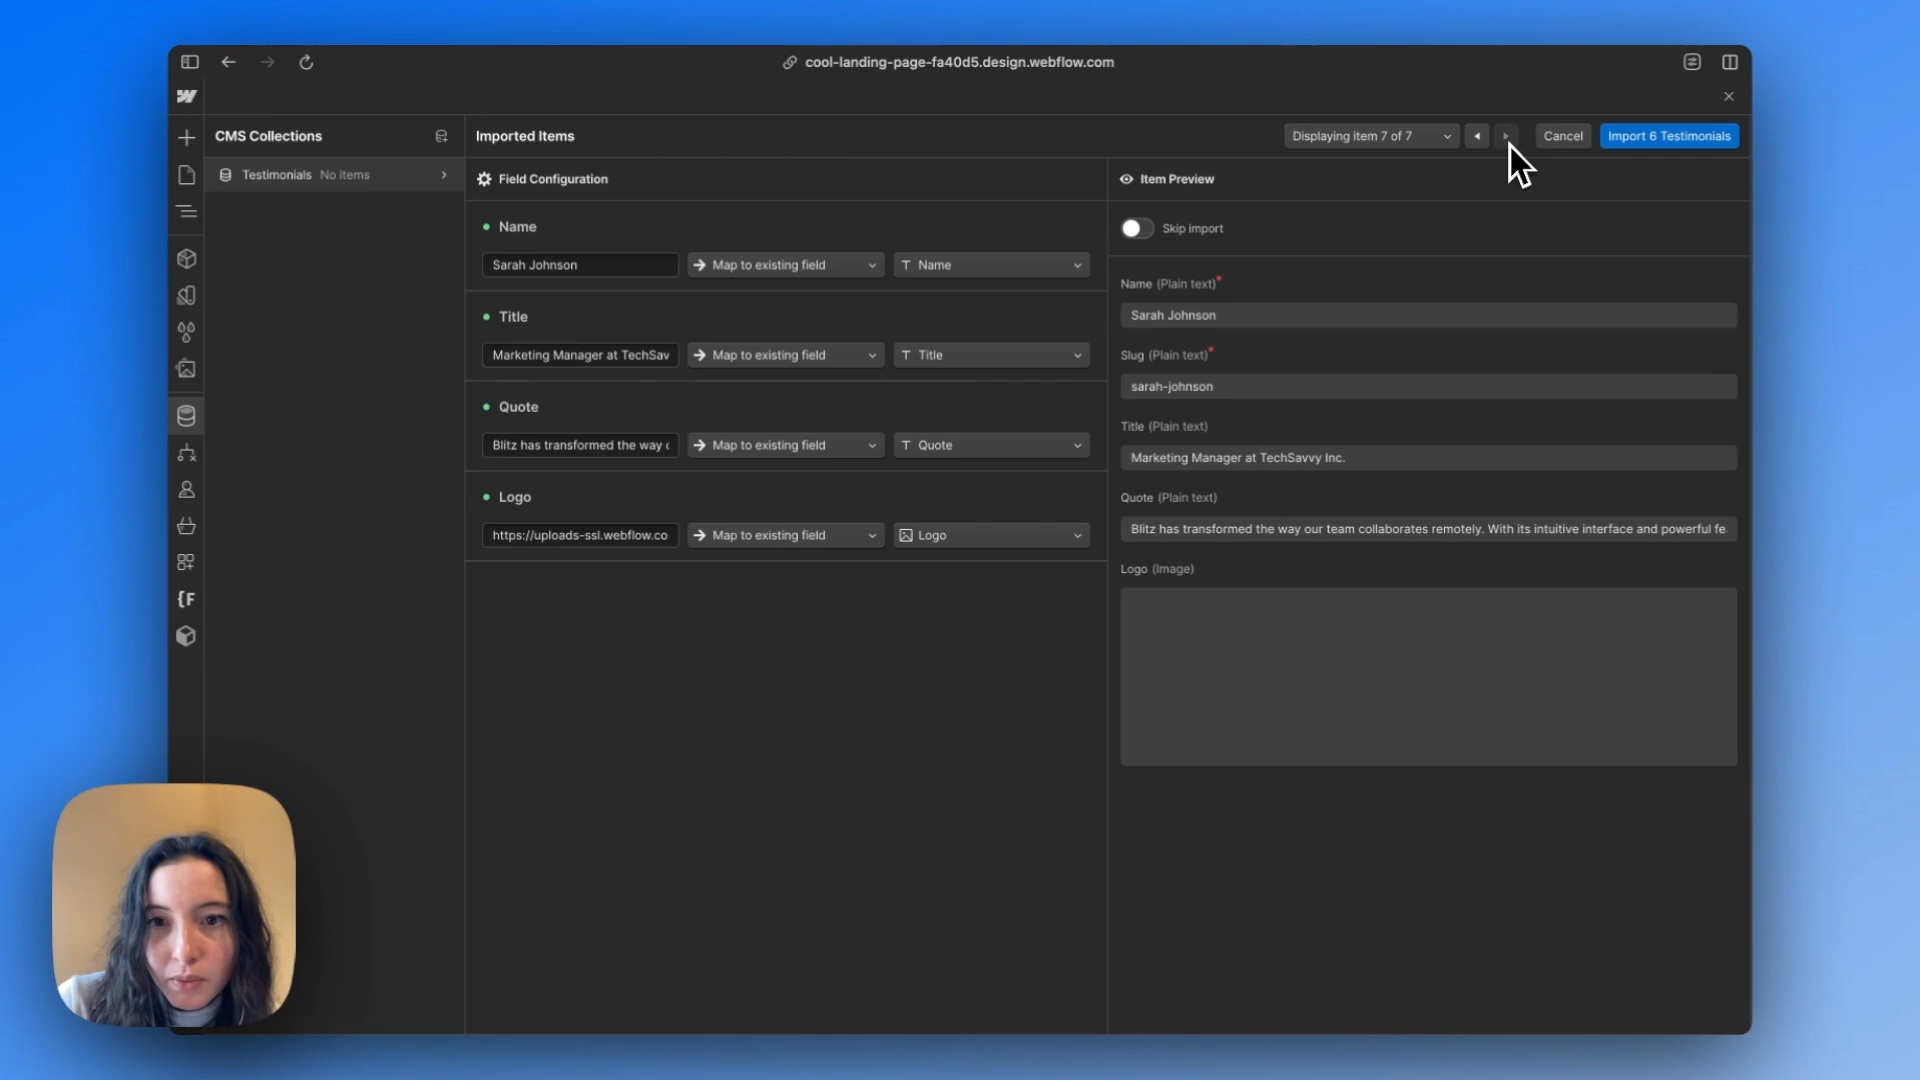 cool-landing-page-fa40d5.design.webflow.com
CMS Collections
Imported Items
Displaying item 7 of 7
Cancel
Import 6 Testimonials
Testimonials No items
Field Configuration
Item Preview
Name
Skip import
Sarah Johnson
Map to existing field
Name
Name (Plain text)*
Sarah Johnson
Title
Slug (Plain text)*
Marketing Manager at TechSav
Map to existing field
Title
sarah-johnson
Quote
Title (Plain text)
Blitz has transformed the way
Map to existing field
Quote
Marketing Manager at TechSavvy Inc.
Logo
Quote (Plain text)
https://uploads-ssl.webflow.co
Map to existing field
Logo
Blitz has transformed the way our team collaborates remotely. With its intuitive interface and powerful fe
Logo (Image)
{F